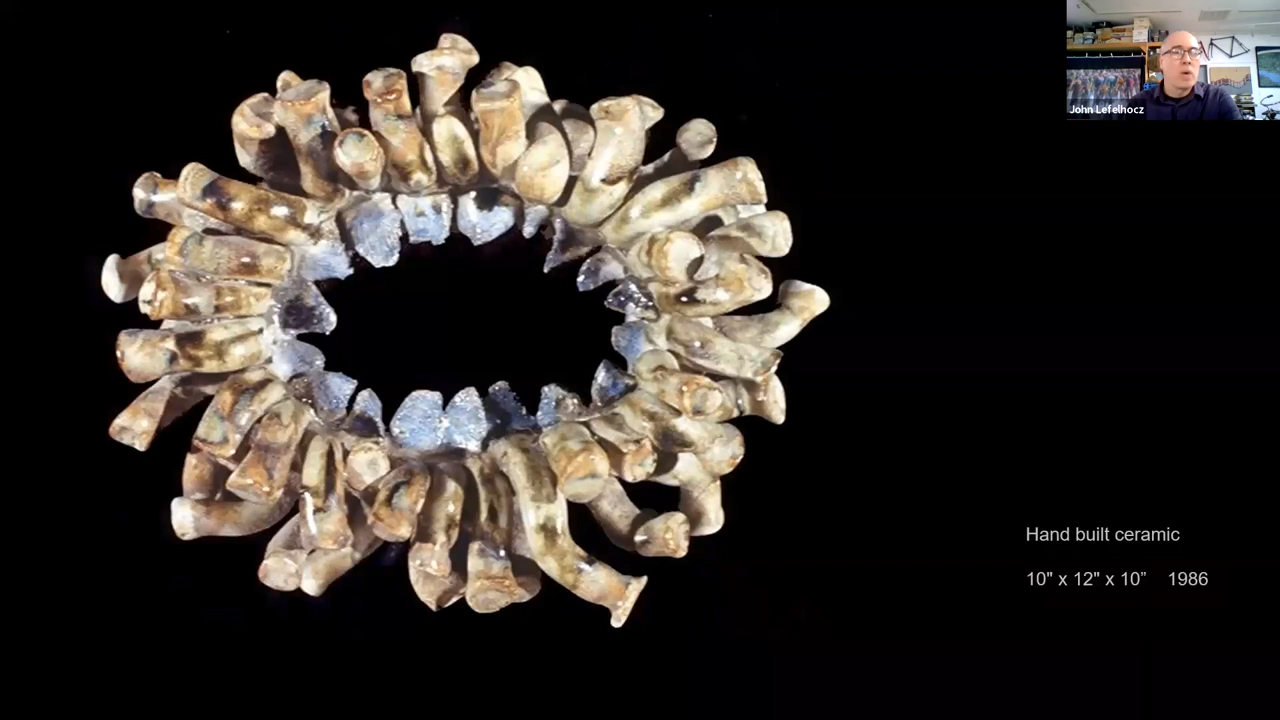 John Lefelhocz
Hand built ceramic
10" x 12" x 10” 1986